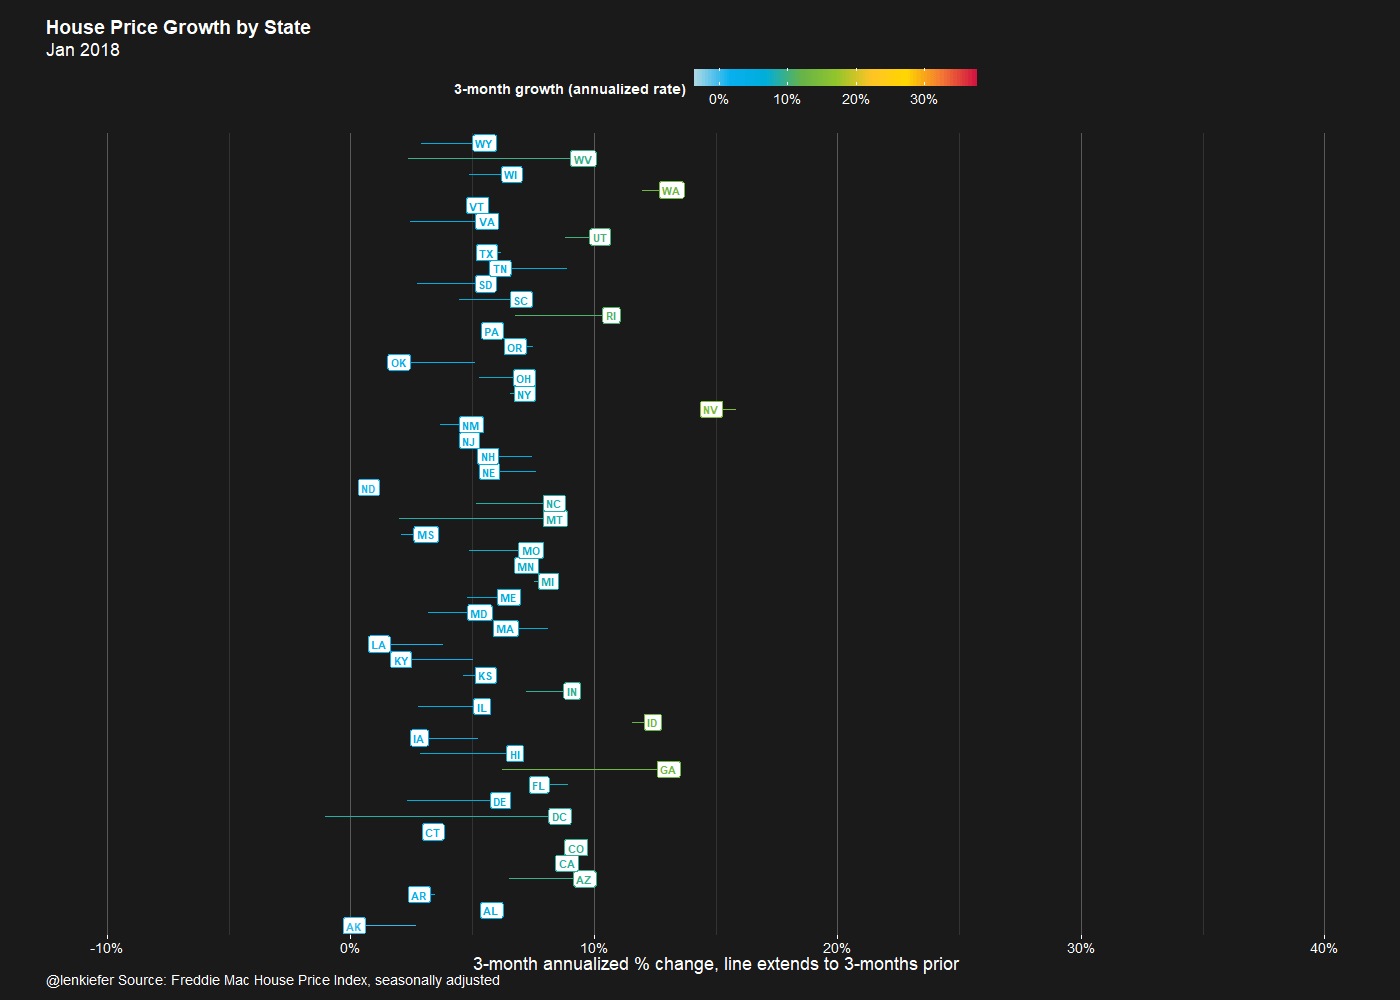 House Price Growth by State
Jan 2018
3-month growth (annualized rate)
0% 10% 20% 30%
WY
WV
WI
WA
VT
VA
UT
TX
TN
SD
SC
RI
PA
OR
OK
OH
NY
NV
NM
NJ
NH
NE
ND
NC
MT
MS
MO
MN
MI
ME
MD
MA
LA
KY
KS
IN
IL
ID
IA
HI
GA
FL
DE
DC
CT
CO
CA
AZ
AR
AL
AK
-10% 0% 10% 20% 30% 40%
3-month annualized % change, line extends to 3-months prior
@lenkiefer Source: Freddie Mac House Price Index, seasonally adjusted